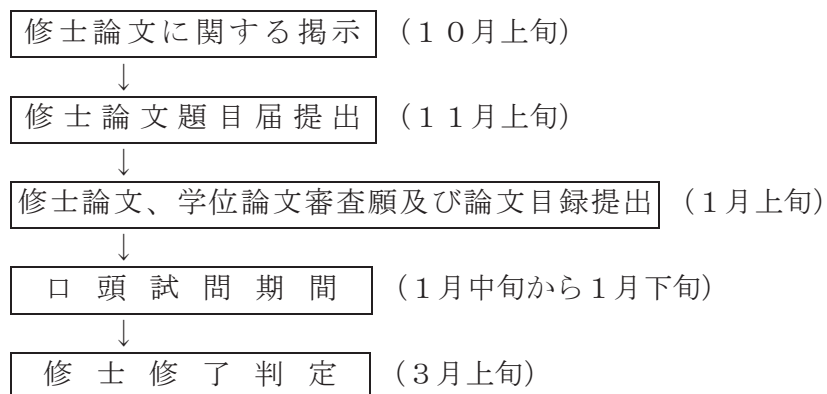 修士論文に関する掲示 （１０月上旬）
↓
修士論文題目届提出 （１１月上旬）
↓
修士論文、学位論文審査願及び論文目録提出 （１月上旬）
↓
口頭試問期間 （１月中旬から１月下旬）
↓
修士修了判定 （３月上旬）